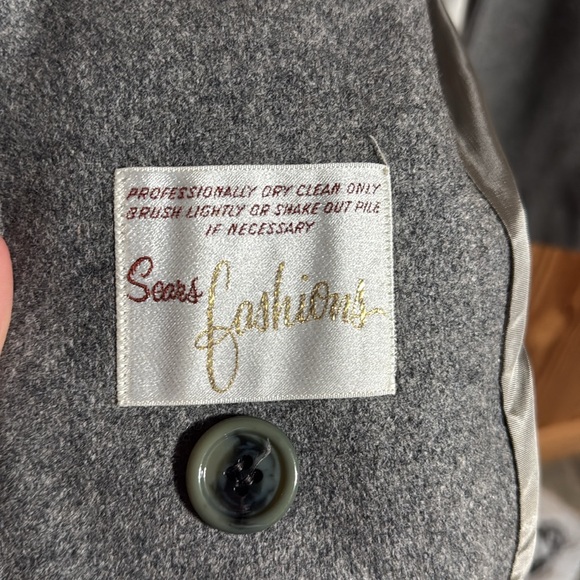 PROFESSIONALLY DRY CLEAN ONLY
BRUSH LIGHTLY OR SHAKE OUT PILE
IF NECESSARY
Sears fashions